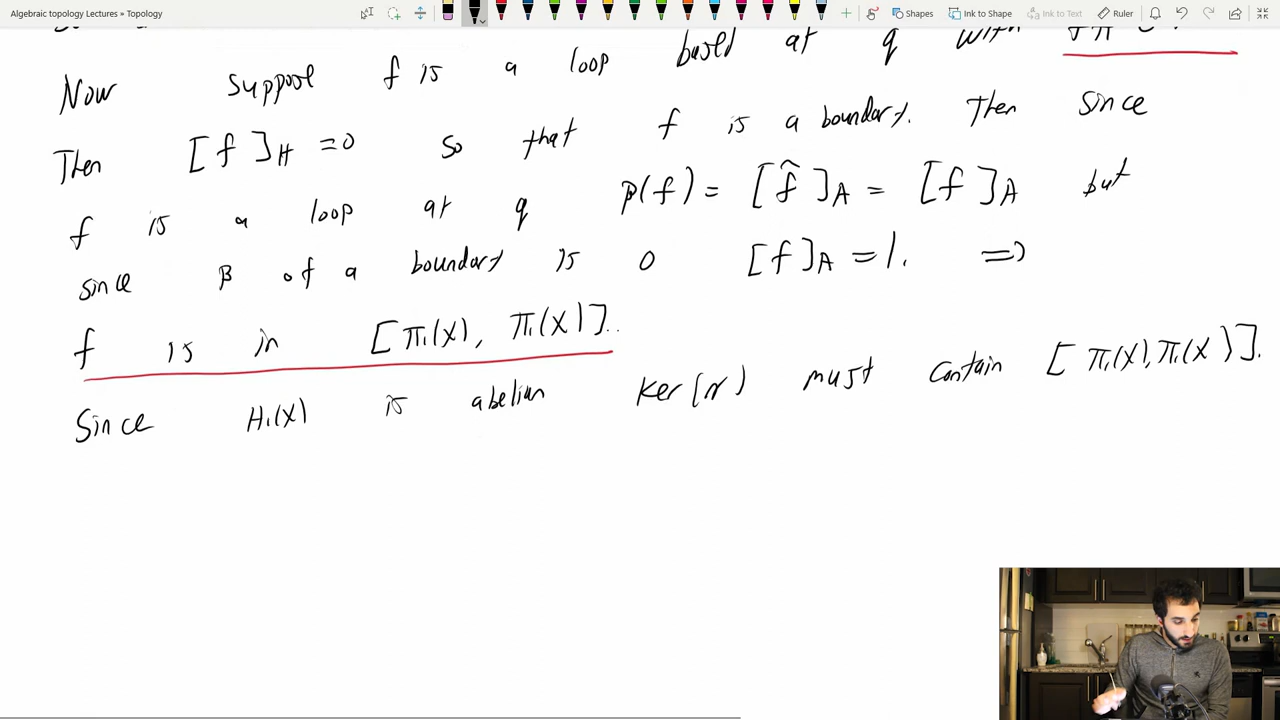 Algebraic topology Lectures » Topology
Shapes
Ink to Shape
Ink to Text
Ruler
based at q with
Now suppose f is a loop
Then [f]H =0 so that f is a boundary. Then since
f is a loop at q β(f) = [f̃]A = [f]A but
since β of a boundary is 0 [f]A =1. =>
f is in [π1(X), π1(X)]..
Since H1(X) is abelian Ker(γ) must contain [π1(X), π1(X)].